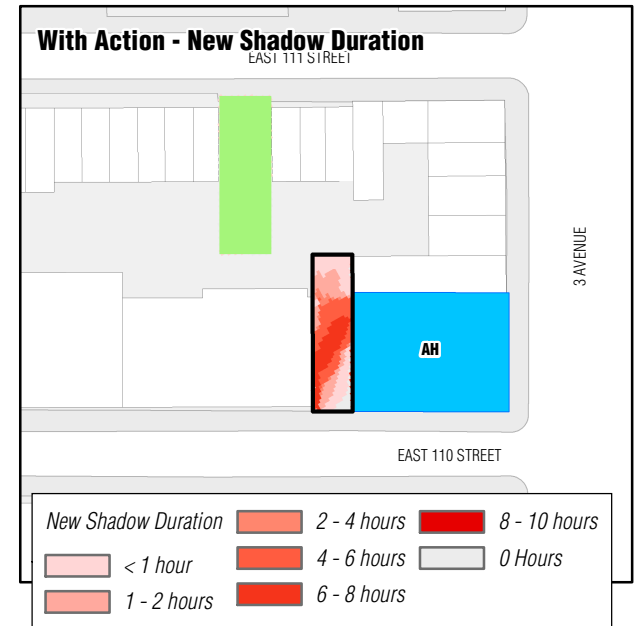 With Action - New Shadow Duration
EAST 111 STREET
3 AVENUE
AH
EAST 110 STREET
New Shadow Duration
< 1 hour
1 - 2 hours
2 - 4 hours
4 - 6 hours
6 - 8 hours
8 - 10 hours
0 Hours